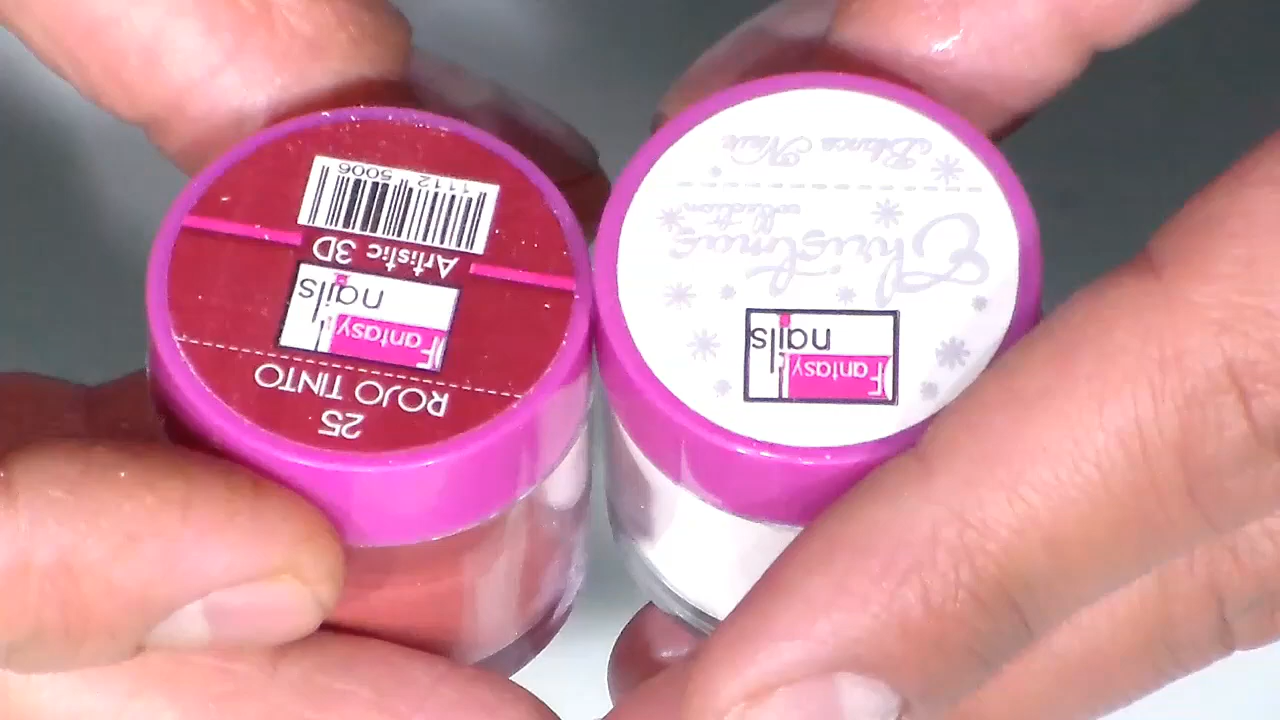 25
ROJO TINTO
Fantasy
nails
Artistic 3D
1112 5006
Fantasy
nails
Christmas
collection
Blanco Nieve